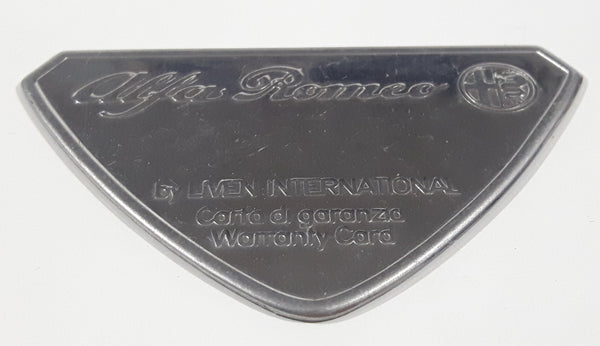 Alfa Romeo
by LIVEN INTERNATIONAL
Carta di garanzia
Warranty Card